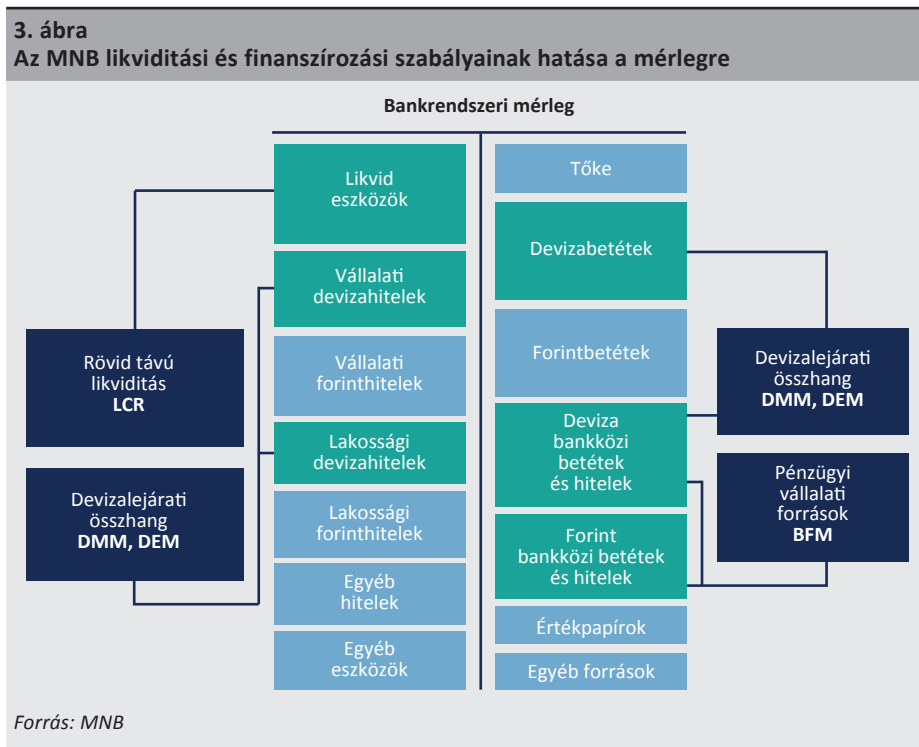 3. ábra
Az MNB likviditási és finanszírozási szabályainak hatása a mérlegre
Bankrendszeri mérleg
Likvid
eszközök
Vállalati
devizahitelek
Vállalati
forinthitelek
Lakossági
devizahitelek
Lakossági
forinthitelek
Egyéb
hitelek
Egyéb
eszközök
Rövid távú
likviditás
LCR
Devizalejárati
összhang
DMM, DEM
Tőke
Devizabetétek
Forintbetétek
Deviza
bankközi
betétek
és hitelek
Forint
bankközi betétek
és hitelek
Értékpapírok
Egyéb források
Devizalejárati
összhang
DMM, DEM
Pénzügyi
vállalati
források
BFM
Forrás: MNB